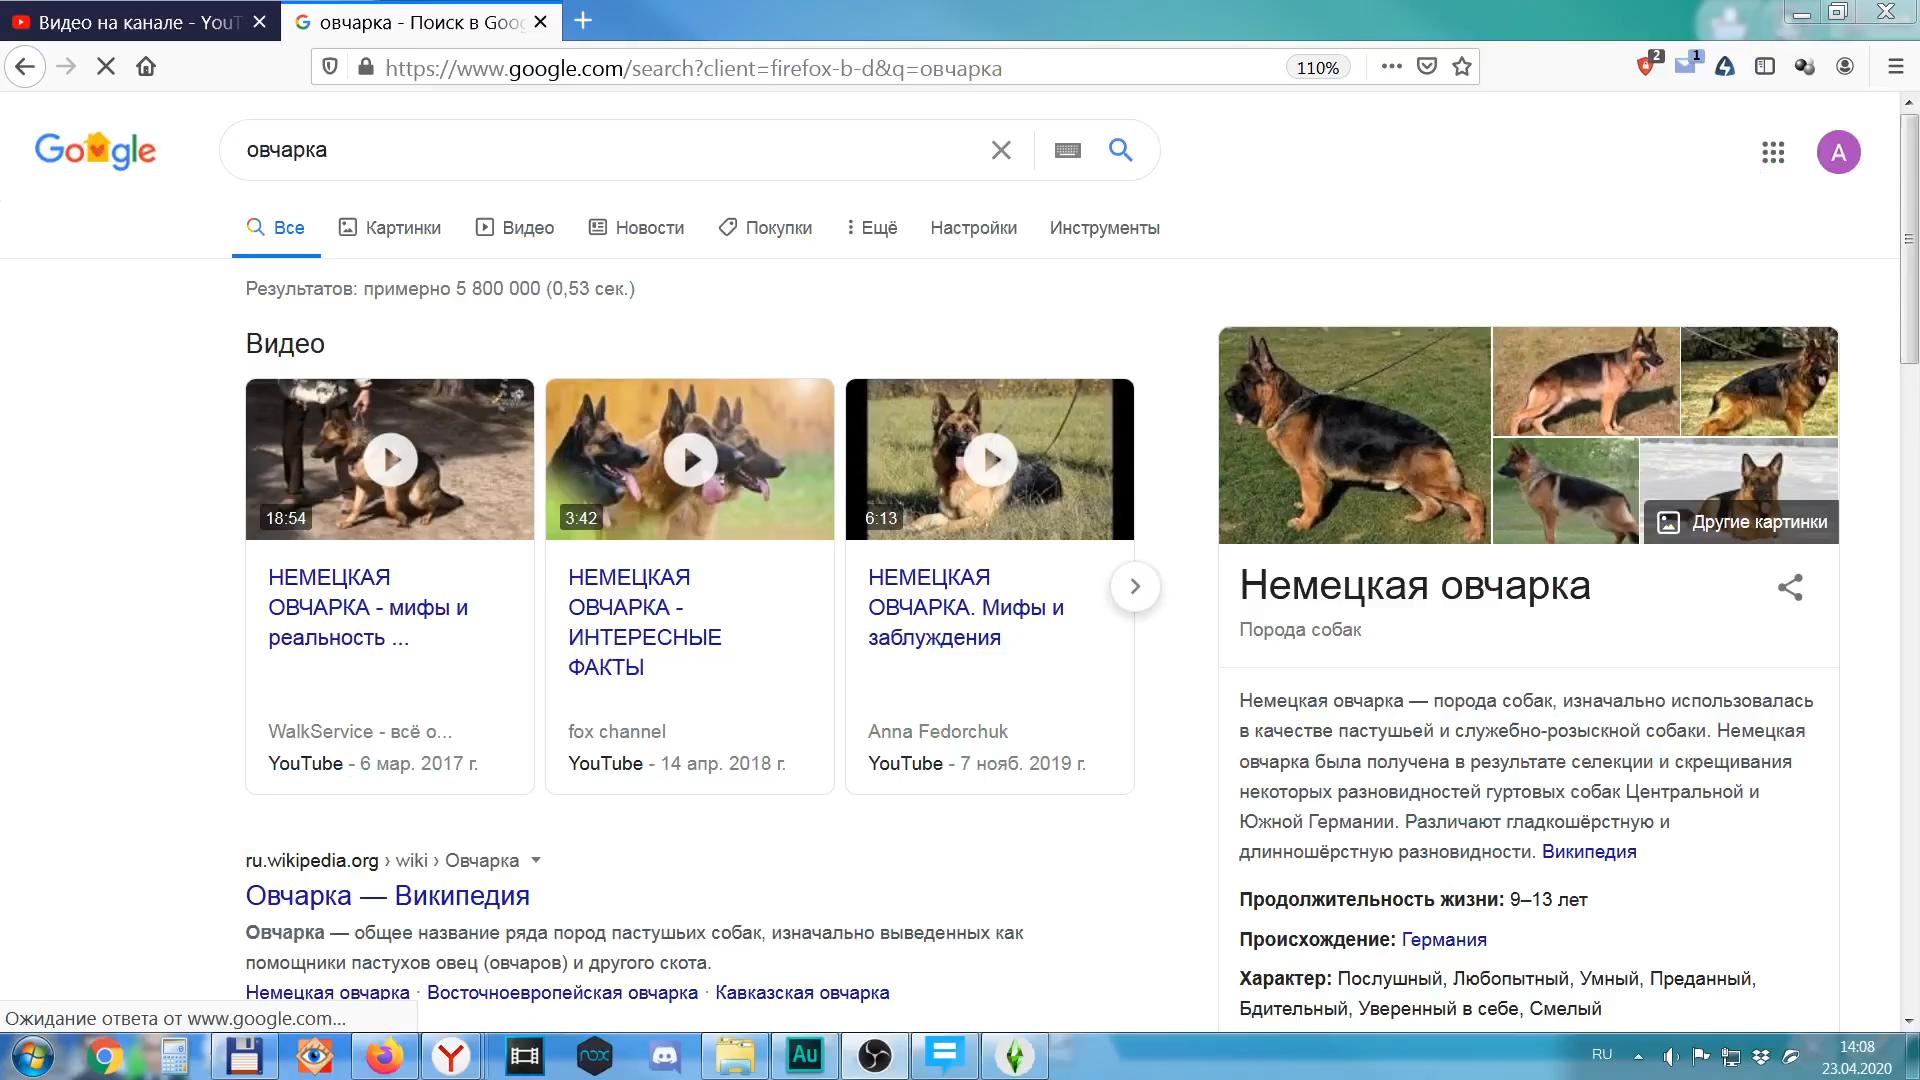 Видео на канале - YouT
овчарка - Поиск в Goog
https://www.google.com/search?client=firefox-b-d&q=овчарка
110%
2
1
Google
овчарка
A
Все
Картинки
Видео
Новости
Покупки
Ещё
Настройки
Инструменты
Результатов: примерно 5 800 000 (0,53 сек.)
Видео
18:54
3:42
6:13
НЕМЕЦКАЯ
ОВЧАРКА - мифы и
реальность ...
WalkService - всё о...
YouTube - 6 мар. 2017 г.
НЕМЕЦКАЯ
ОВЧАРКА -
ИНТЕРЕСНЫЕ
ФАКТЫ
fox channel
YouTube - 14 апр. 2018 г.
НЕМЕЦКАЯ
ОВЧАРКА. Мифы и
заблуждения
Anna Fedorchuk
YouTube - 7 нояб. 2019 г.
ru.wikipedia.org › wiki › Овчарка
Овчарка — Википедия
Овчарка — общее название ряда пород пастушьих собак, изначально выведенных как
помощники пастухов овец (овчаров) и другого скота.
Немецкая овчарка · Восточноевропейская овчарка · Кавказская овчарка
Другие картинки
Немецкая овчарка
Порода собак
Немецкая овчарка — порода собак, изначально использовалась
в качестве пастушьей и служебно-розыскной собаки. Немецкая
овчарка была получена в результате селекции и скрещивания
некоторых разновидностей гуртовых собак Центральной и
Южной Германии. Различают гладкошёрстную и
длинношёрстную разновидности. Википедия
Продолжительность жизни: 9–13 лет
Происхождение: Германия
Характер: Послушный, Любопытный, Умный, Преданный,
Бдительный, Уверенный в себе, Смелый
Ожидание ответа от www.google.com...
nox
Au
RU
14:08
23.04.2020